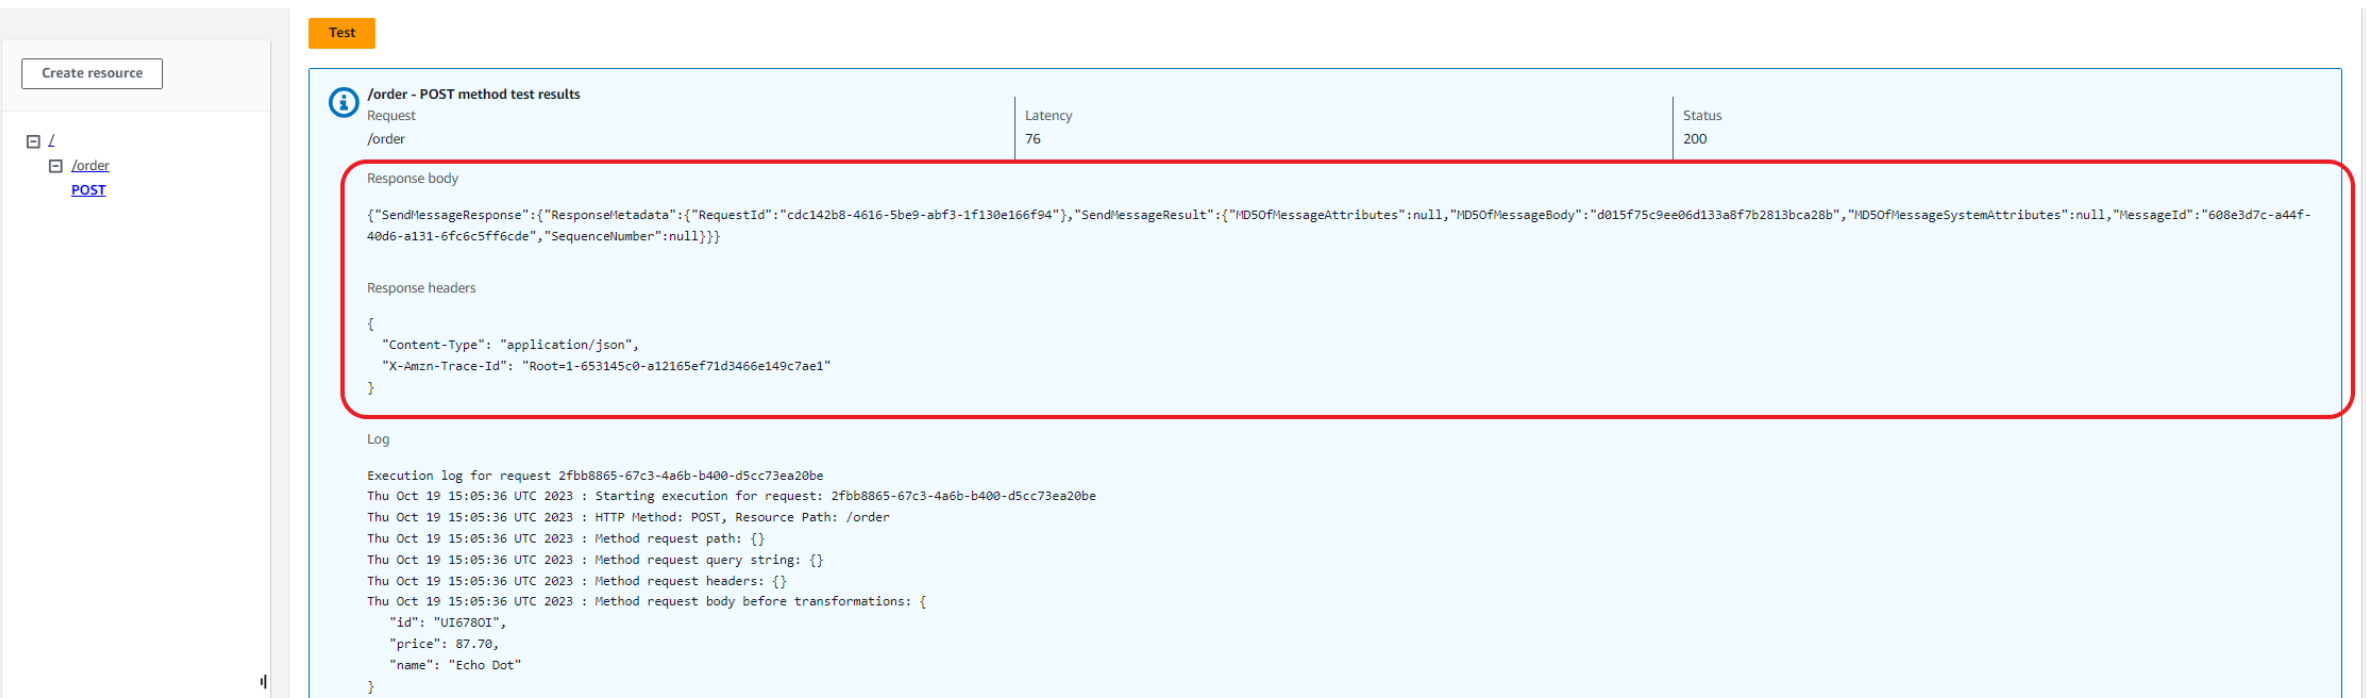 Test
Create resource
/
/order
POST
/order - POST method test results
Request
/order
Latency
76
Status
200
Response body
{"SendMessageResponse":{"ResponseMetadata":{"RequestId":"cdc142b8-4616-5be9-abf3-1f130e166f94"},"SendMessageResult":{"MD5OfMessageAttributes":null,"MD5OfMessageBody":"d015f75c9ee06d133a8f7b2813bca28b","MD5OfMessageSystemAttributes":null,"MessageId":"608e3d7c-a44f-
40d6-a131-6fc6c5ff6cde","SequenceNumber":null}}}
Response headers
{
"Content-Type": "application/json",
"X-Amzn-Trace-Id": "Root=1-653145c0-a12165ef71d3466e149c7ae1"
}
Log
Execution log for request 2fbb8865-67c3-4a6b-b400-d5cc73ea20be
Thu Oct 19 15:05:36 UTC 2023 : Starting execution for request: 2fbb8865-67c3-4a6b-b400-d5cc73ea20be
Thu Oct 19 15:05:36 UTC 2023 : HTTP Method: POST, Resource Path: /order
Thu Oct 19 15:05:36 UTC 2023 : Method request path: {}
Thu Oct 19 15:05:36 UTC 2023 : Method request query string: {}
Thu Oct 19 15:05:36 UTC 2023 : Method request headers: {}
Thu Oct 19 15:05:36 UTC 2023 : Method request body before transformations: {
"id": "UI678OI",
"price": 87.70,
"name": "Echo Dot"
}